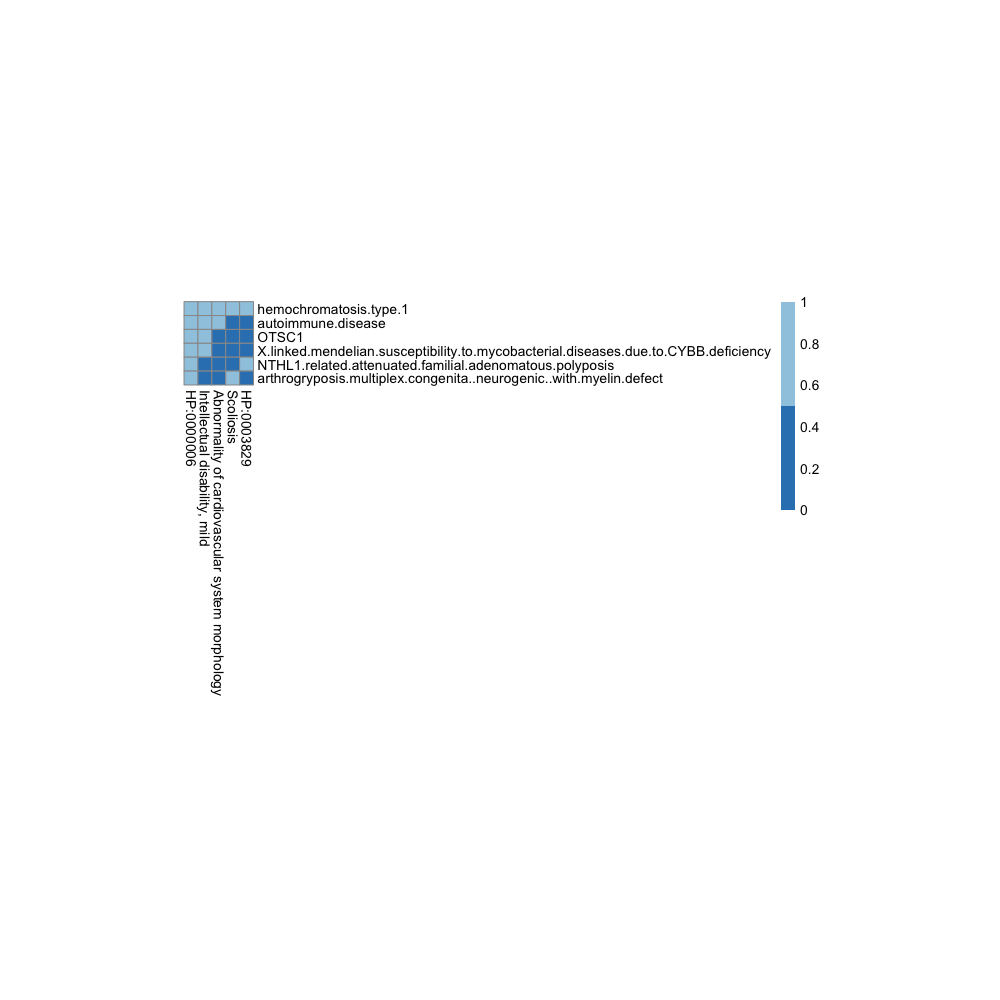 hemochromatosis.type.1
autoimmune.disease
OTSC1
X.linked.mendelian.susceptibility.to.mycobacterial.diseases.due.to.CYBB.deficiency
NTHL1.related.attenuated.familial.adenomatous.polyposis
arthrogryposis.multiplex.congenita..neurogenic..with.myelin.defect
HP:0000006
Intellectual disability, mild
Abnormality of cardiovascular system morphology
Scoliosis
HP:0003829
1
0.8
0.6
0.4
0.2
0